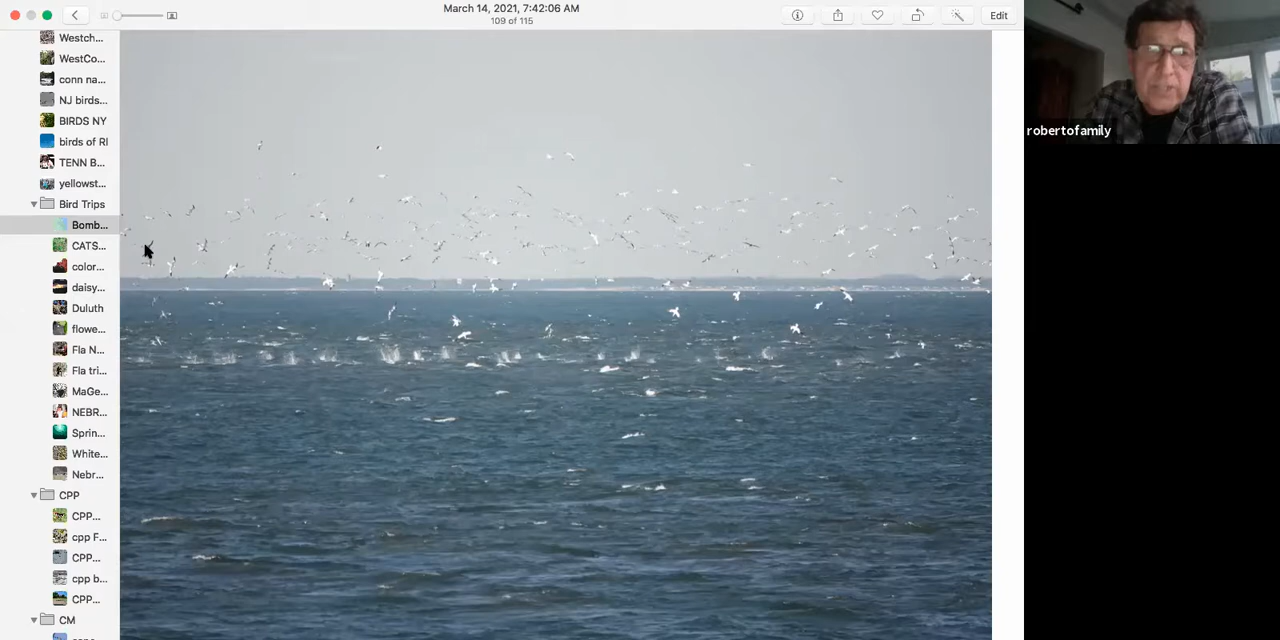 March 14, 2021, 7:42:06 AM
109 of 115
Edit
Westch...
WestCo...
conn na...
NJ birds...
BIRDS NY
birds of RI
TENN B...
yellowst...
Bird Trips
Bomb...
CATS...
color...
daisy...
Duluth
flowe...
Fla N...
Fla tri...
MaGe...
NEBR...
Sprin...
White...
Nebr...
CPP
CPP...
cpp F...
CPP...
cpp b...
CPP...
CM
robertofamily